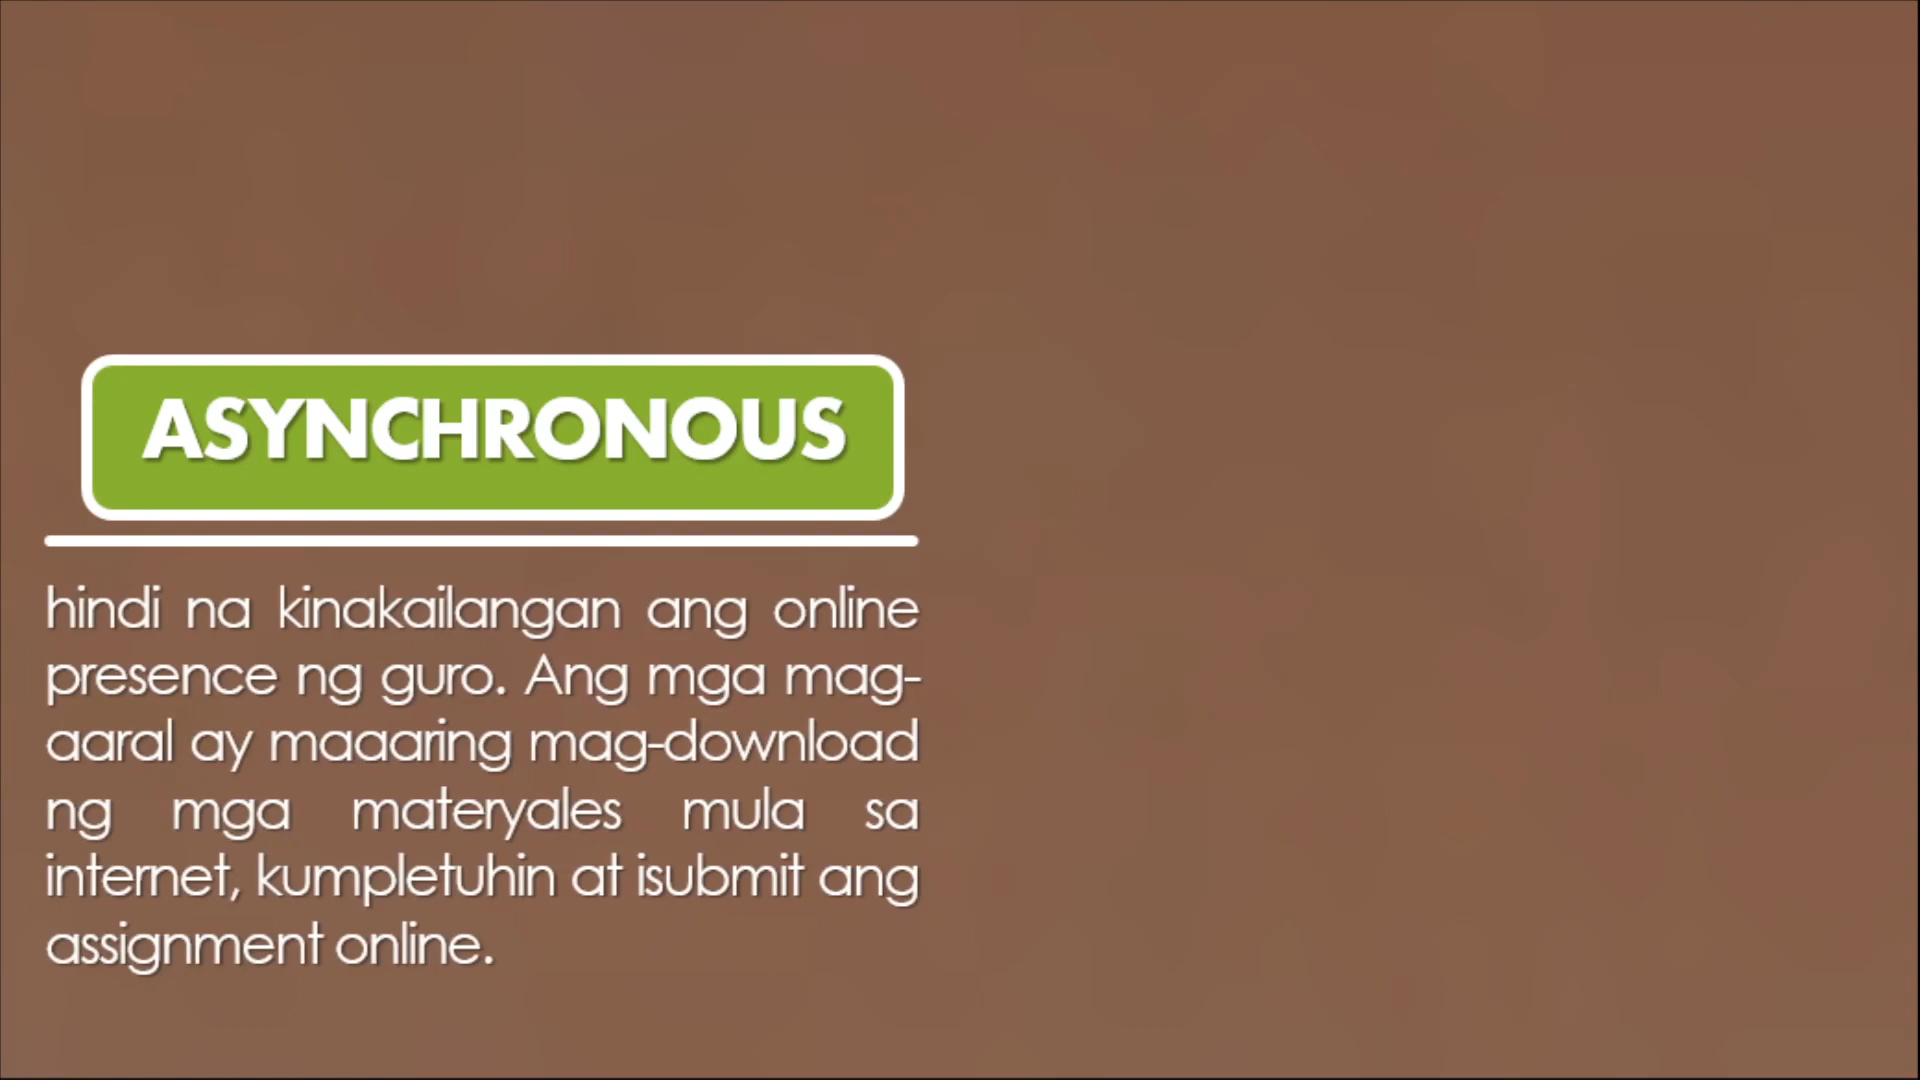 ASYNCHRONOUS
hindi na kinakailangan ang online
presence ng guro. Ang mga mag-
aaral ay maaaring mag-download
ng mga materyales mula sa
internet, kumpletuhin at isubmit ang
assignment online.